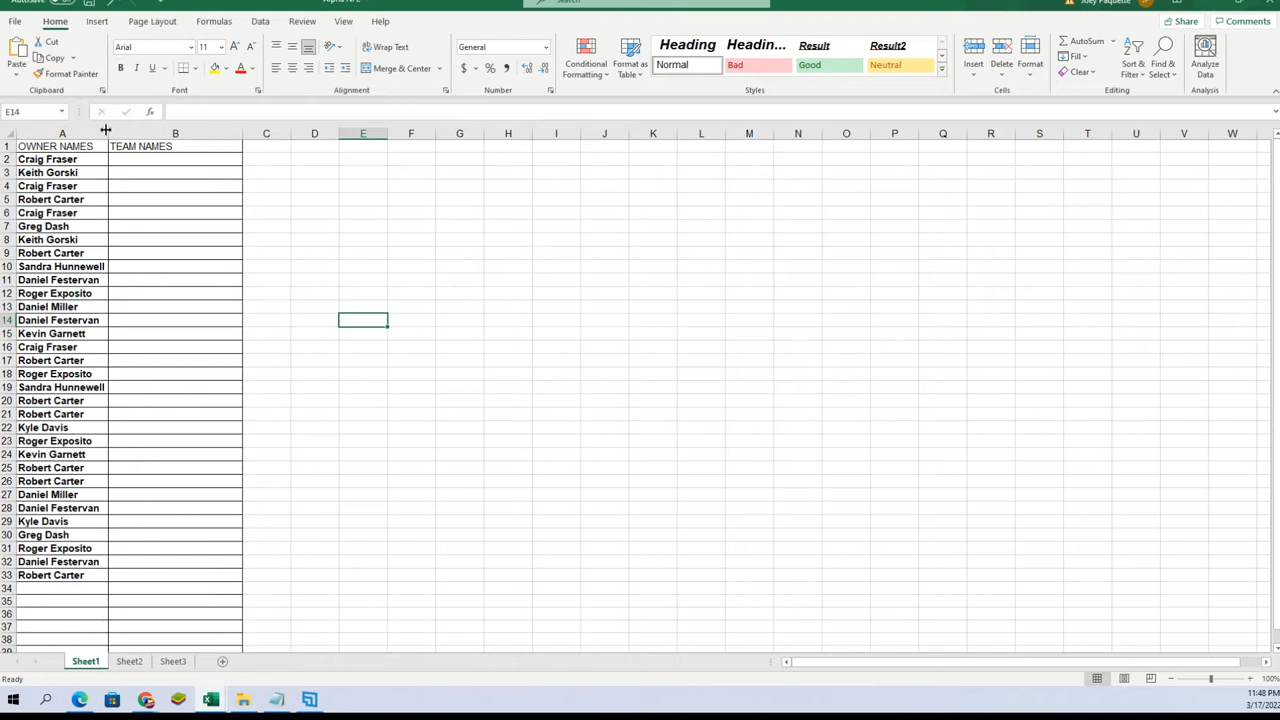 Search
Joey Paquette
File Home Insert Page Layout Formulas Data Review View Help
Share Comments
Cut
Copy
Format Painter
Paste
Clipboard
Arial 11
B I U
Font
Wrap Text
Merge & Center
Alignment
General
$ % 9
Number
Conditional Formatting
Format as Table
Heading Headin... Result Result2
Normal Bad Good Neutral
Styles
Insert Delete Format
Cells
AutoSum
Fill
Clear
Sort & Filter
Find & Select
Editing
Analyze Data
Analysis
E14
fx
A B C D E F G H I J K L M N O P Q R S T U V W
1 OWNER NAMES TEAM NAMES
2 Craig Fraser
3 Keith Gorski
4 Craig Fraser
5 Robert Carter
6 Craig Fraser
7 Greg Dash
8 Keith Gorski
9 Robert Carter
10 Sandra Hunnewell
11 Daniel Festervan
12 Roger Exposito
13 Daniel Miller
14 Daniel Festervan
15 Kevin Garnett
16 Craig Fraser
17 Robert Carter
18 Roger Exposito
19 Sandra Hunnewell
20 Robert Carter
21 Robert Carter
22 Kyle Davis
23 Roger Exposito
24 Kevin Garnett
25 Robert Carter
26 Robert Carter
27 Daniel Miller
28 Daniel Festervan
29 Kyle Davis
30 Greg Dash
31 Roger Exposito
32 Daniel Festervan
33 Robert Carter
34
35
36
37
38
Sheet1 Sheet2 Sheet3
Ready
100%
11:48 PM